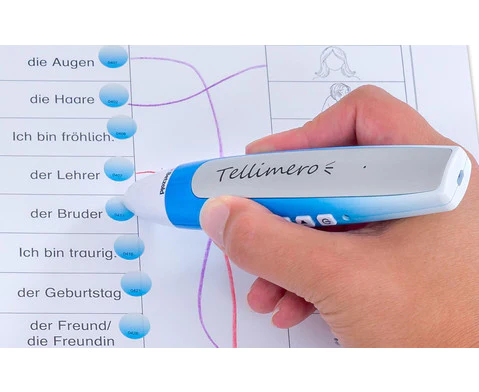 die Augen
die Haare
Ich bin fröhlich.
der Lehrer
Tellimero
der Bruder
Ich bin traurig.
der Geburtstag
der Freund/
die Freundin